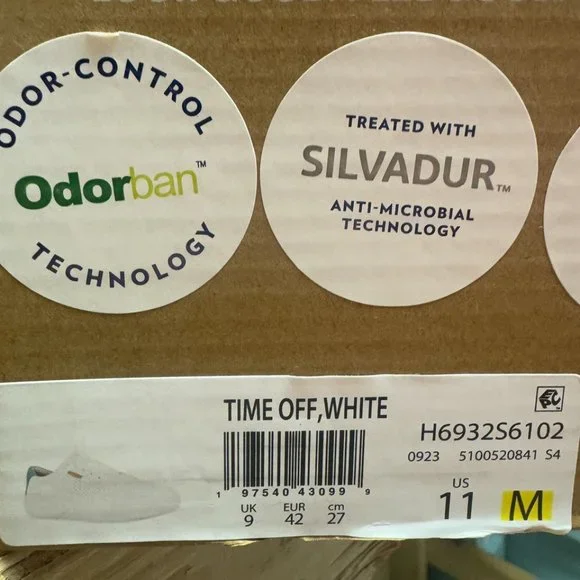 ODOR-CONTROL
Odorban™
TECHNOLOGY
TREATED WITH
SILVADUR™
ANTI-MICROBIAL
TECHNOLOGY
TIME OFF,WHITE
H6932S6102
0923 5100520841 S4
1 97540 43099 9
UK EUR cm
9 42 27
US
11 M